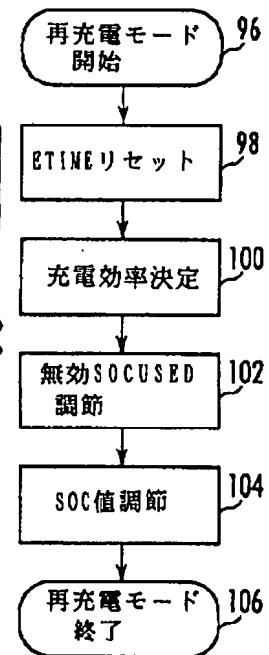 再充電モード
開始
96
ETIMEリセット
98
充電効率決定
100
無効SOCUSED
調節
102
SOC値調節
104
再充電モード
終了
106